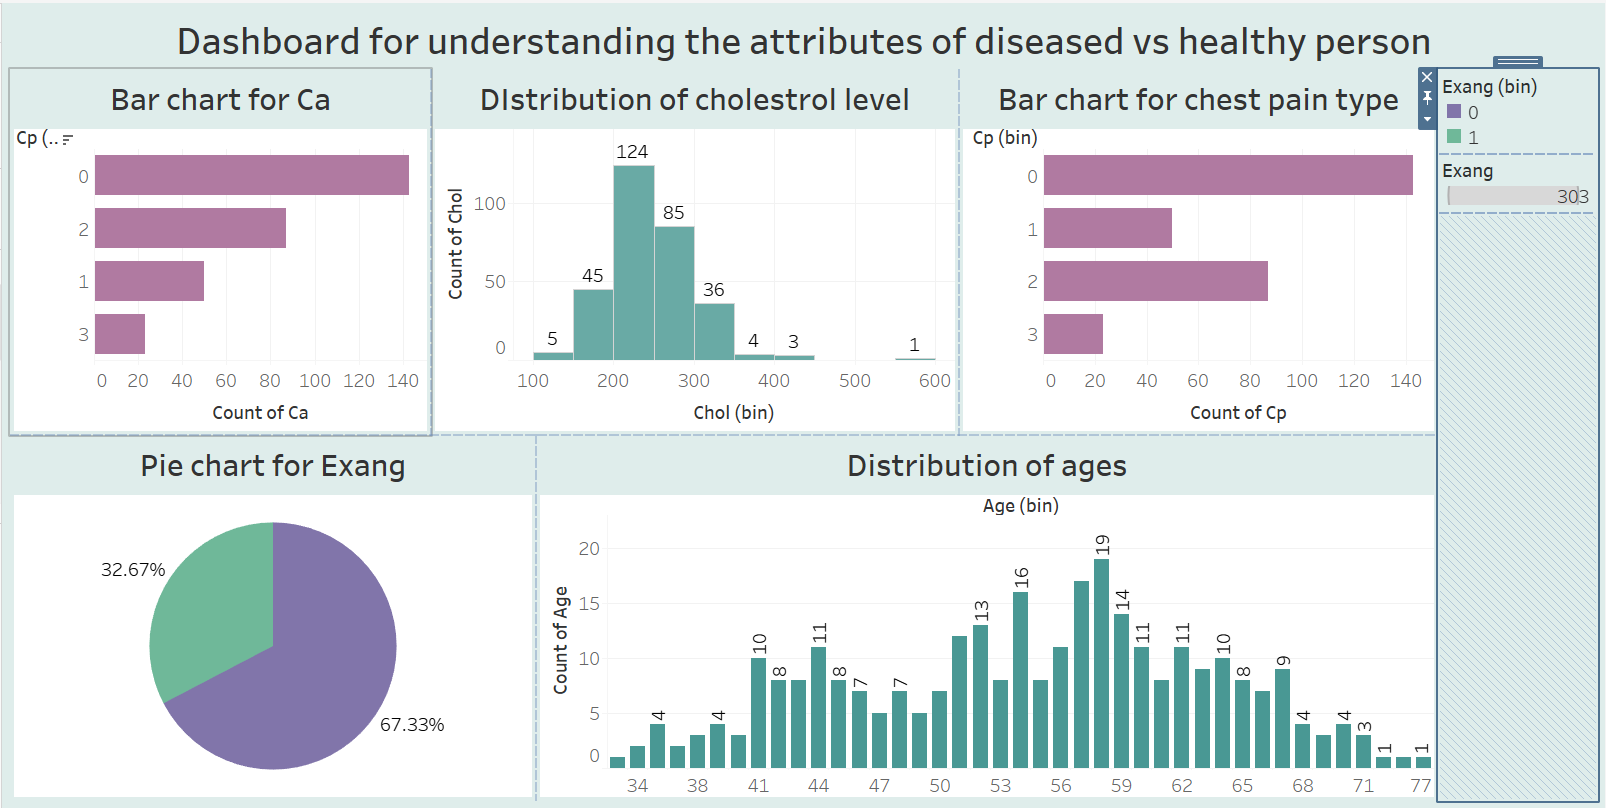 Dashboard for understanding the attributes of diseased vs healthy person
Bar chart for Ca
Cp (..
0
2
1
3
0 20 40 60 80 100 120 140
Count of Ca
DIstribution of cholestrol level
Count of Chol
100
50
0
5
45
124
85
36
4
3
1
100 200 300 400 500 600
Chol (bin)
Bar chart for chest pain type
Cp (bin)
0
1
2
3
0 20 40 60 80 100 120 140
Count of Cp
Exang (bin)
0
1
Exang
303
Pie chart for Exang
32.67%
67.33%
Distribution of ages
Age (bin)
Count of Age
20
15
10
5
0
4 4 10 8 11 8 7 7 13 16 19 14 11 11 10 8 9 4 4 3 1 1
34 38 41 44 47 50 53 56 59 62 65 68 71 77